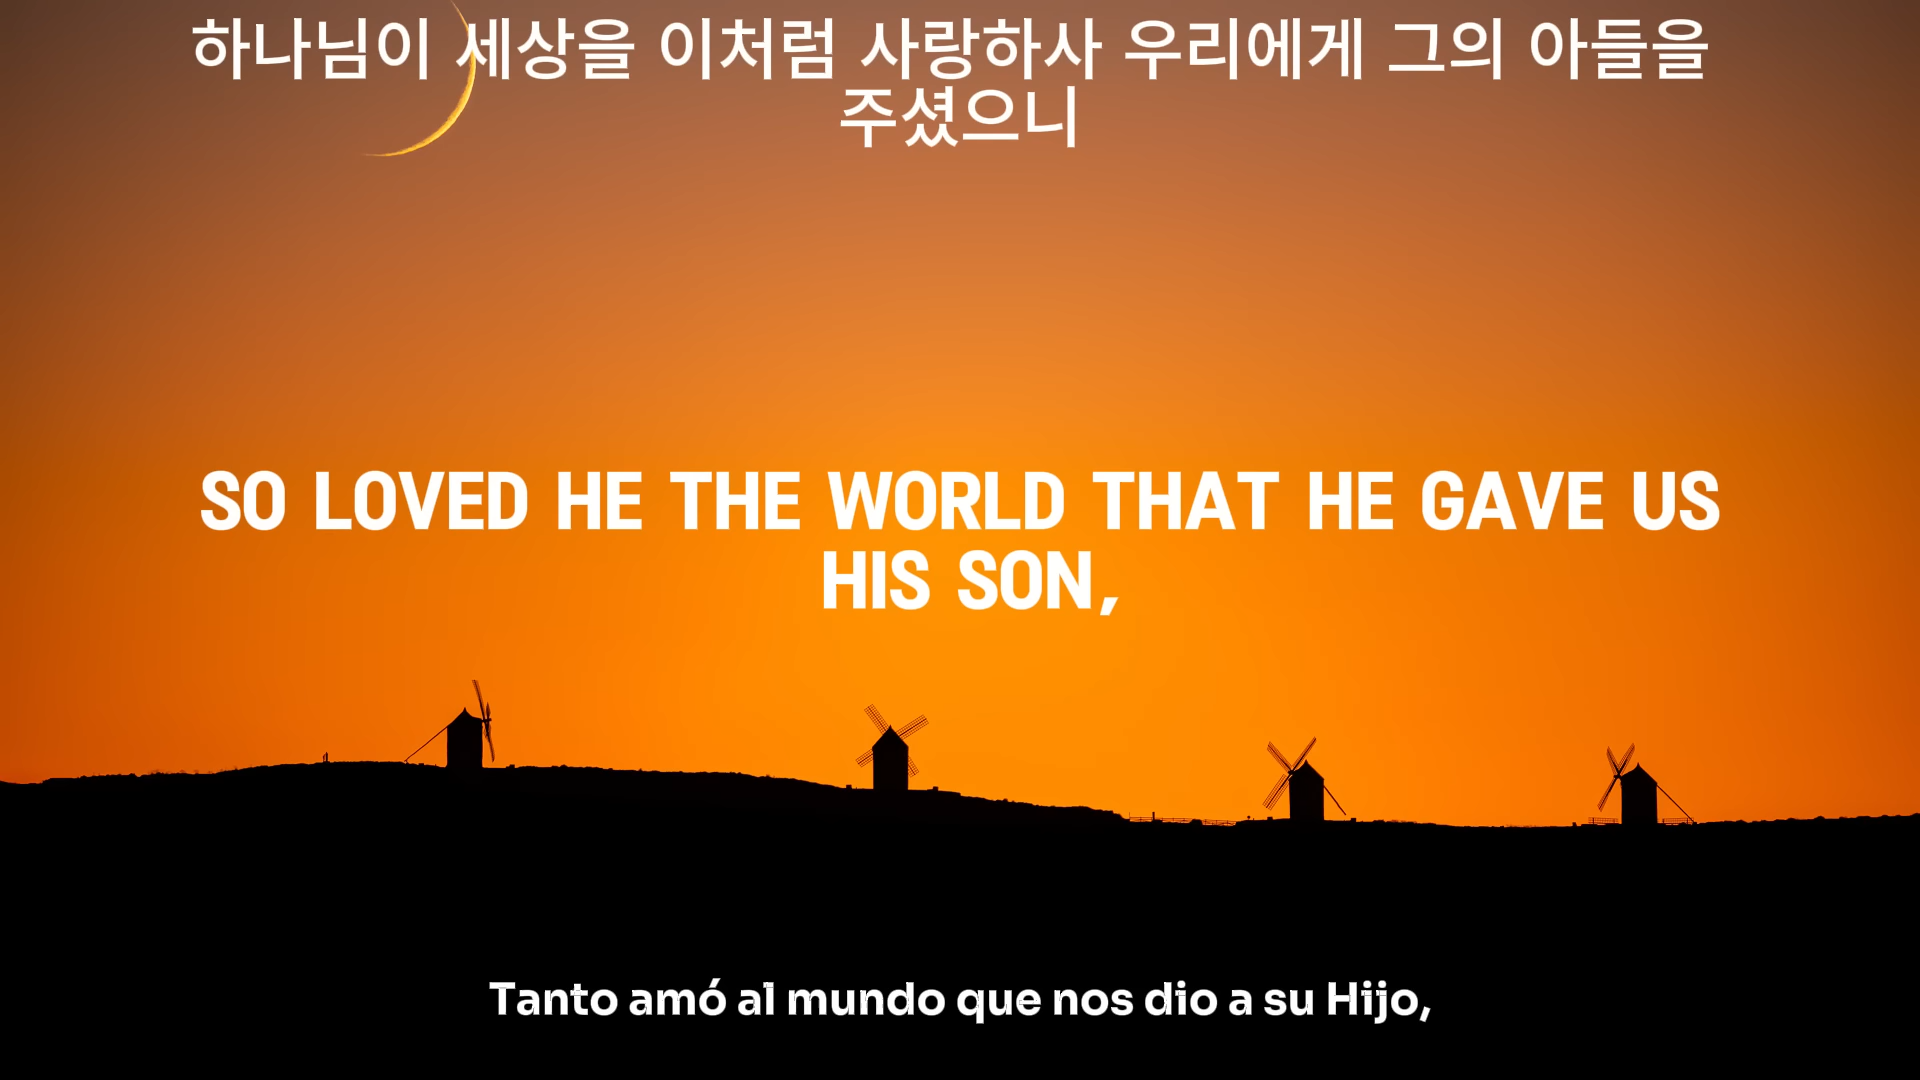 하나님이 세상을 이처럼 사랑하사 우리에게 그의 아들을
주셨으니
SO LOVED HE THE WORLD THAT HE GAVE US
HIS SON,
Tanto amó al mundo que nos dio a su Hijo,